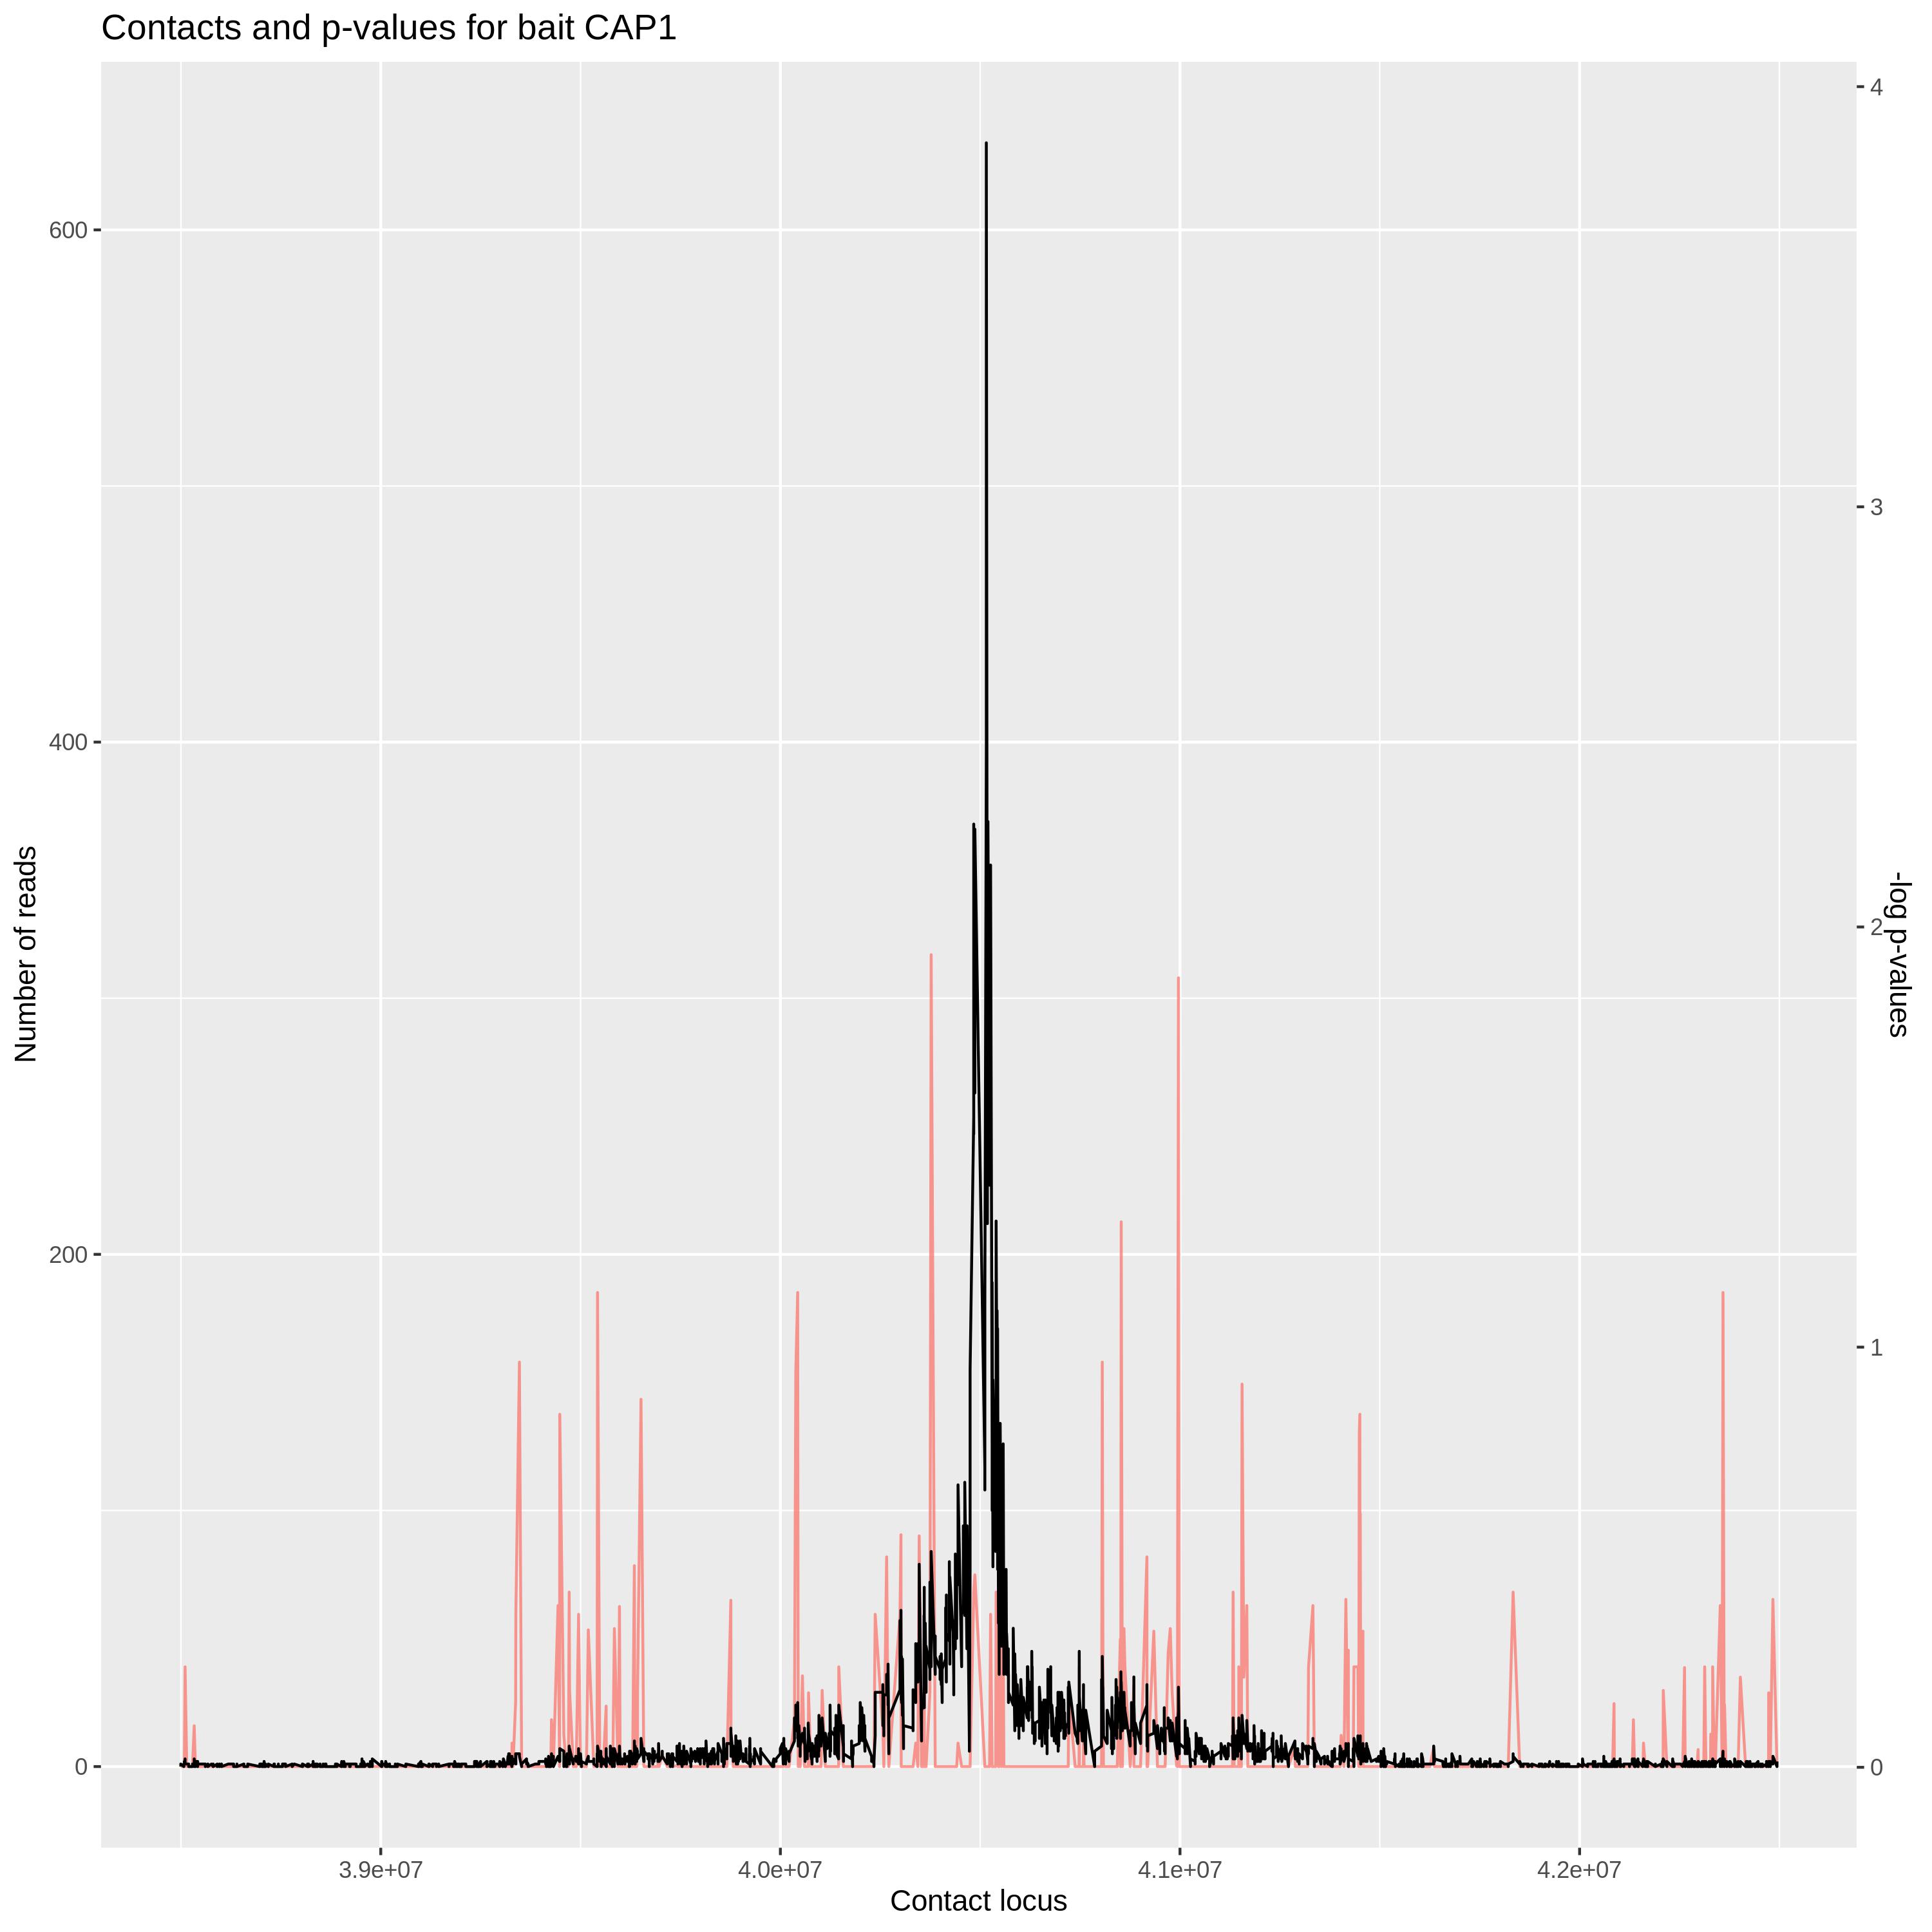 Contacts and p-values for bait CAP1
4
600
3
400
Number of reads
2
-log p-values
200
1
0
0
3.9e+07
4.0e+07
4.1e+07
4.2e+07
Contact locus